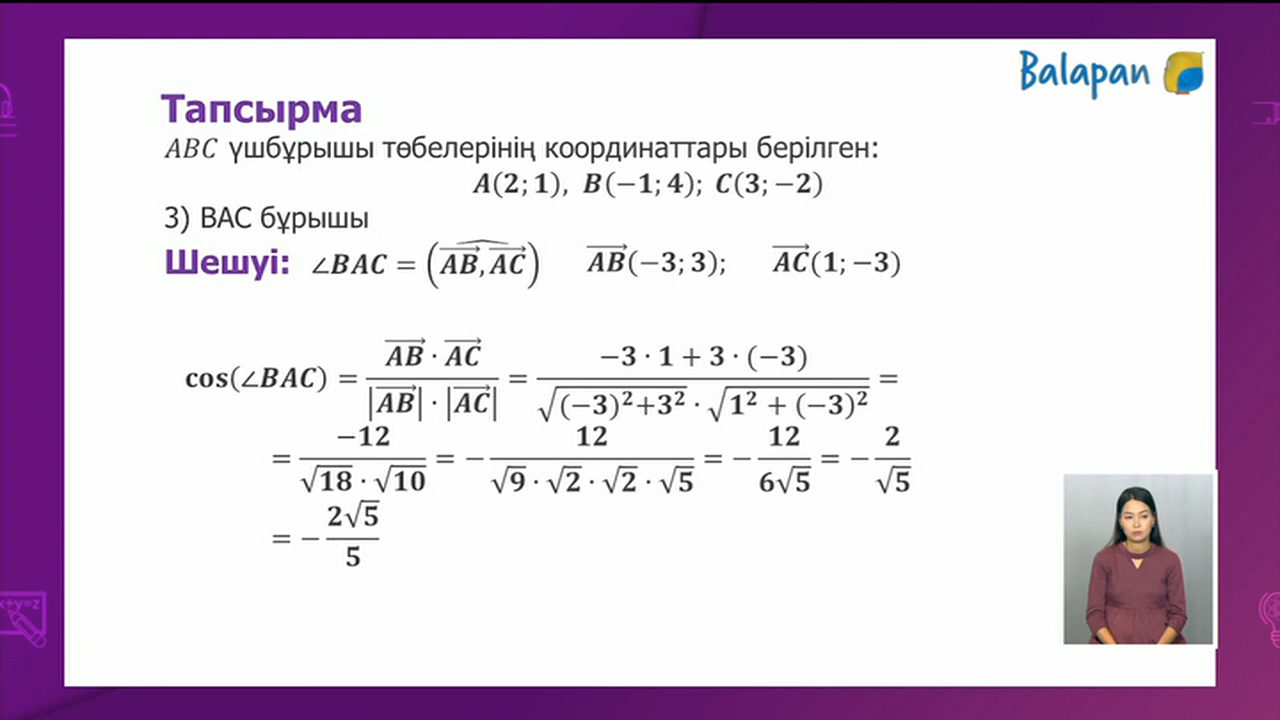 Balapan
Тапсырма
ABC үшбұрышы төбелерінің координаттары берілген:
A(2; 1), B(−1; 4); C(3; −2)
3) ВАС бұрышы
Шешуі: ∠BAC = (AB, AC) AB(−3; 3); AC(1; −3)
cos(∠BAC) = (AB · AC)/(|AB| · |AC|) = (−3 · 1 + 3 · (−3))/(√((−3)²+3²) · √(1² + (−3)²)) =
= −12/(√18 · √10) = − 12/(√9 · √2 · √2 · √5) = − 12/(6√5) = − 2/√5
= − 2√5/5
x+y=z